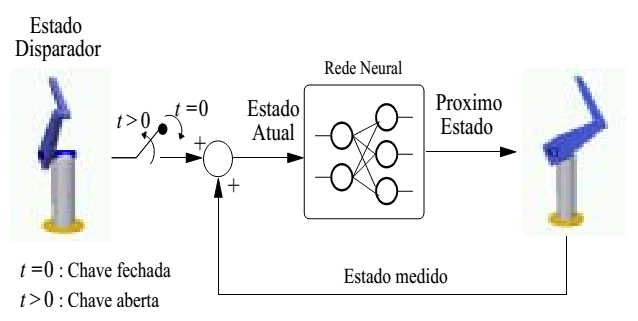 Estado
Disparador
t>0
t=0
+
+
Estado
Atual
Rede Neural
Proximo
Estado
Estado medido
t=0 : Chave fechada
t>0 : Chave aberta